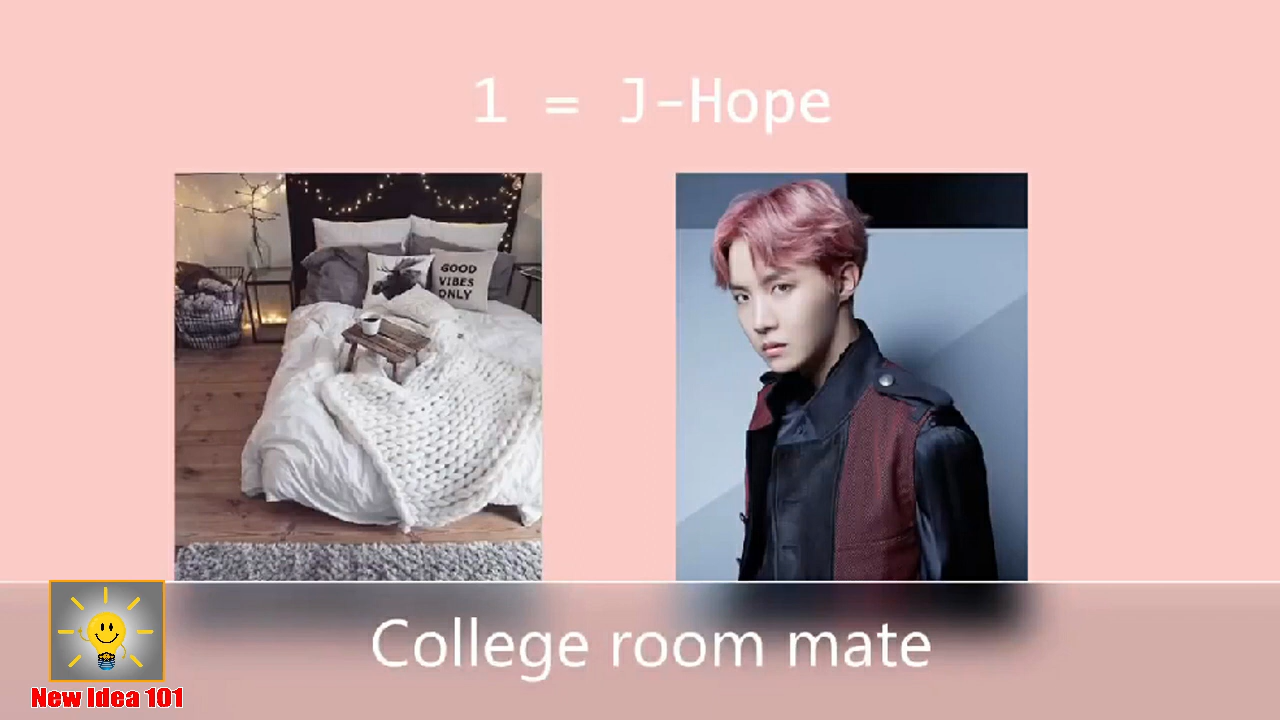 1 = J-Hope
GOOD
VIBES
ONLY
College room mate
New Idea 101